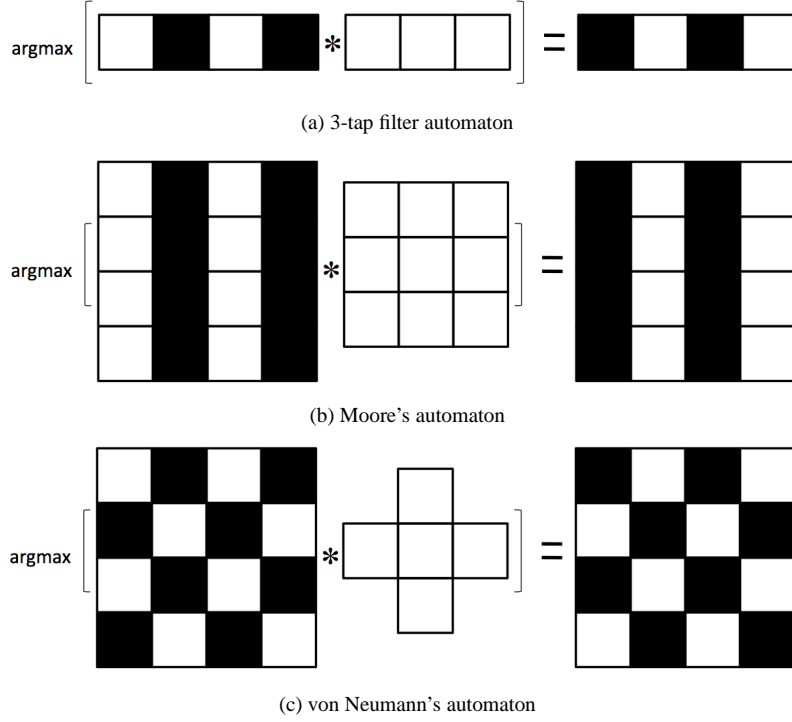 argmax * =
(a) 3-tap filter automaton
argmax * =
(b) Moore's automaton
argmax * =
(c) von Neumann's automaton